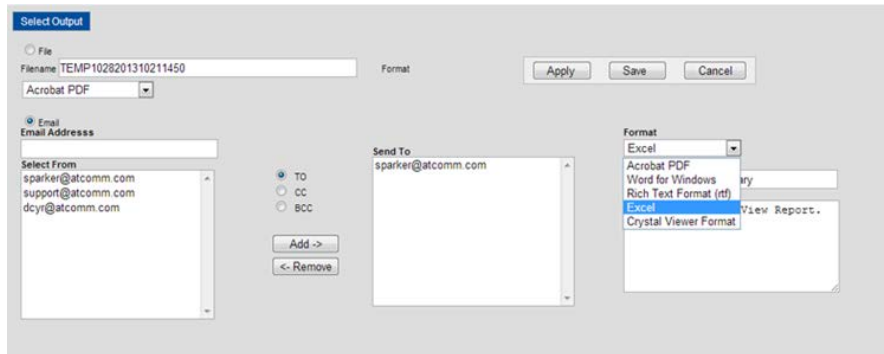 Select Output
File
Filename TEMP1028201310211450
Format
Apply
Save
Cancel
Acrobat PDF
Email
Email Addresss
Select From
sparker@atcomm.com
support@atcomm.com
dcyr@atcomm.com
TO
CC
BCC
Add ->
<- Remove
Send To
sparker@atcomm.com
Format
Excel
Acrobat PDF
Word for Windows
Rich Text Format (rtf)
Excel
Crystal Viewer Format
View Report.